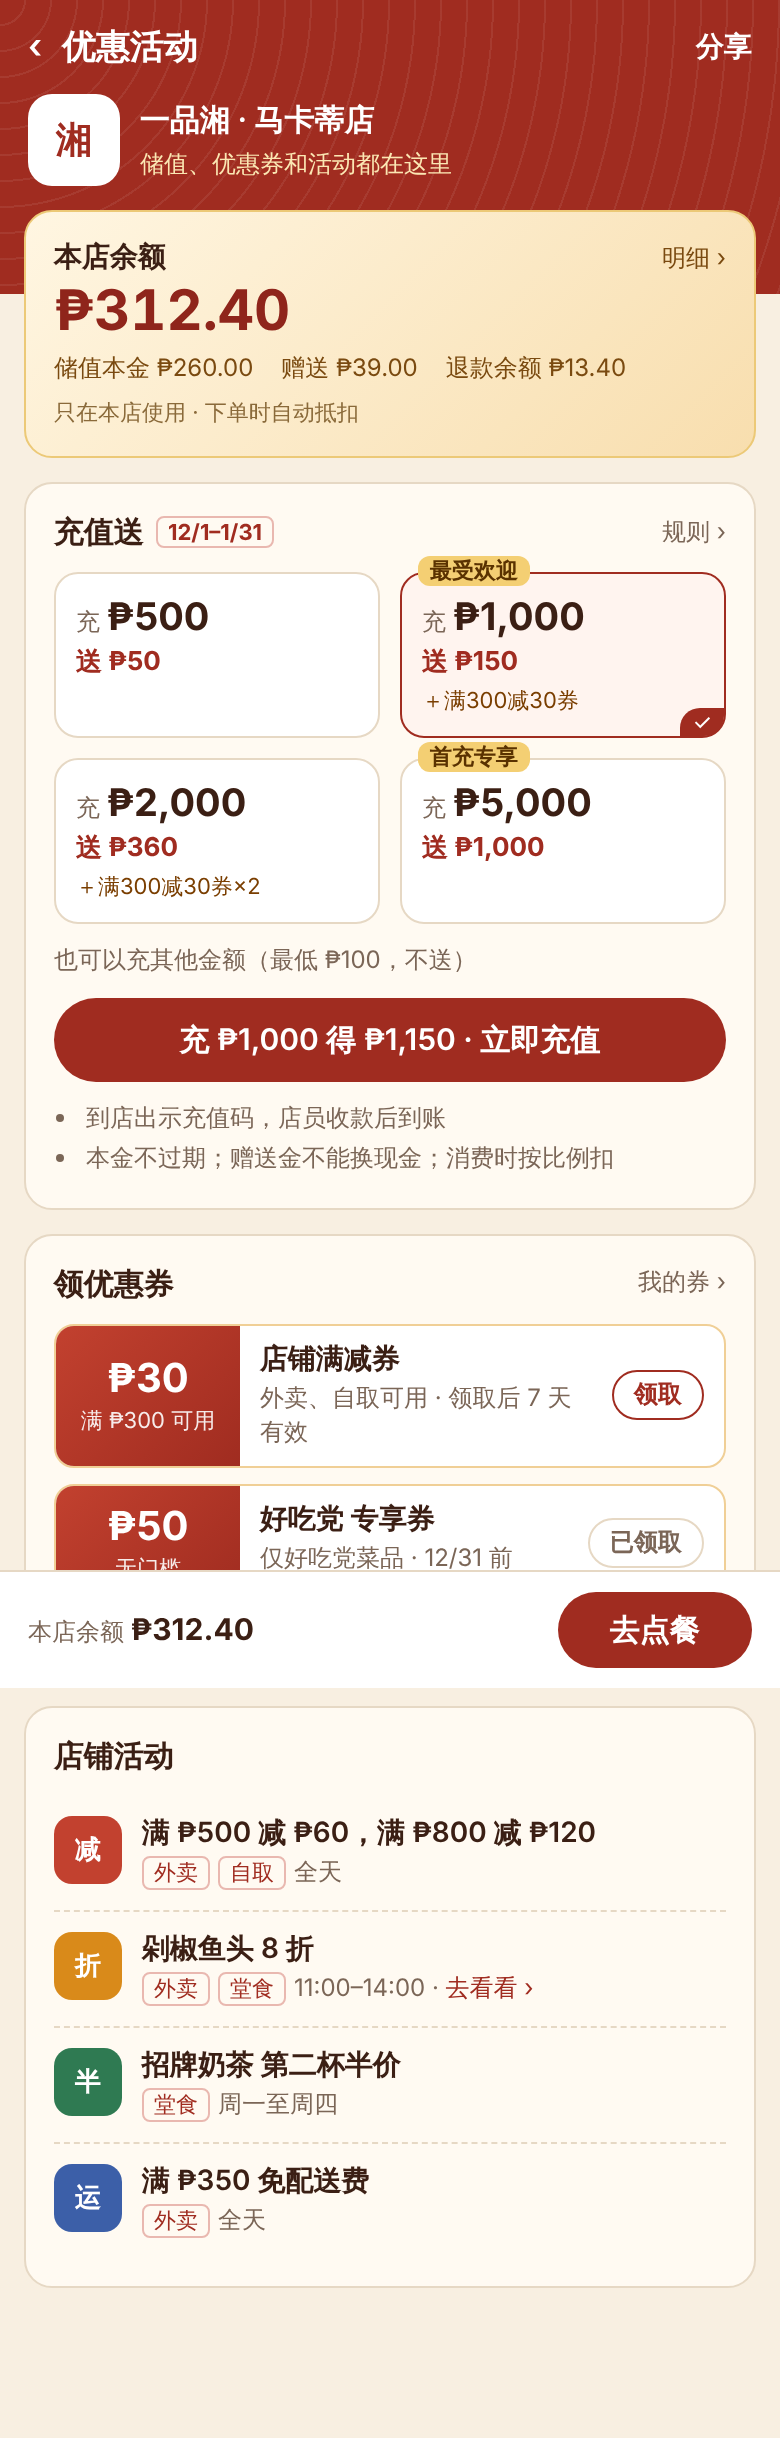 ‹ 优惠活动 分享
湘
一品湘 · 马卡蒂店
储值、优惠券和活动都在这里
本店余额 明细 ›
₱312.40
储值本金 ₱260.00 赠送 ₱39.00 退款余额 ₱13.40
只在本店使用 · 下单时自动抵扣
充值送 12/1–1/31 规则 ›
充 ₱500
送 ₱50
最受欢迎
充 ₱1,000
送 ₱150
＋满300减30券
充 ₱2,000
送 ₱360
＋满300减30券×2
首充专享
充 ₱5,000
送 ₱1,000
也可以充其他金额（最低 ₱100，不送）
充 ₱1,000 得 ₱1,150 · 立即充值
• 到店出示充值码，店员收款后到账
• 本金不过期；赠送金不能换现金；消费时按比例扣
领优惠券 我的券 ›
₱30
满 ₱300 可用
店铺满减券
外卖、自取可用 · 领取后 7 天
有效
领取
₱50
无门槛
好吃党 专享券
仅好吃党菜品 · 12/31 前
已领取
本店余额 ₱312.40 去点餐
店铺活动
减 满 ₱500 减 ₱60，满 ₱800 减 ₱120
外卖 自取 全天
折 剁椒鱼头 8 折
外卖 堂食 11:00–14:00 · 去看看 ›
半 招牌奶茶 第二杯半价
堂食 周一至周四
运 满 ₱350 免配送费
外卖 全天